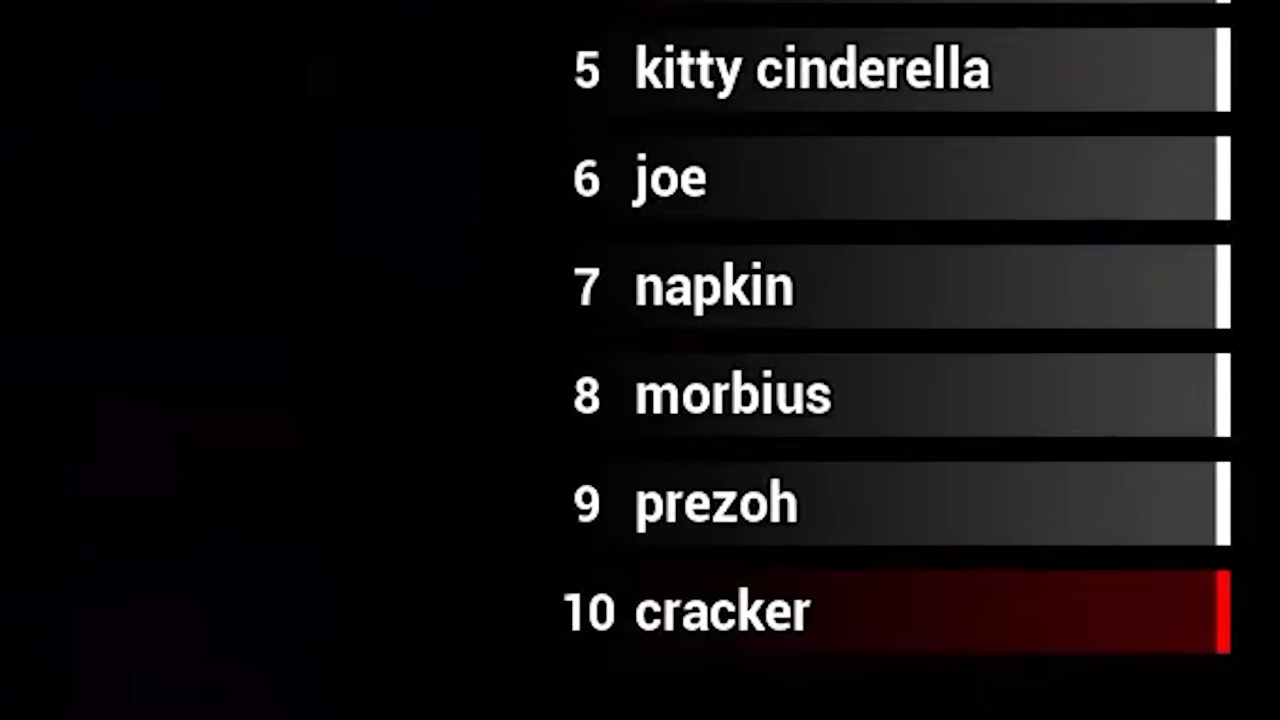 5 kitty cinderella
6 joe
7 napkin
8 morbius
9 prezoh
10 cracker